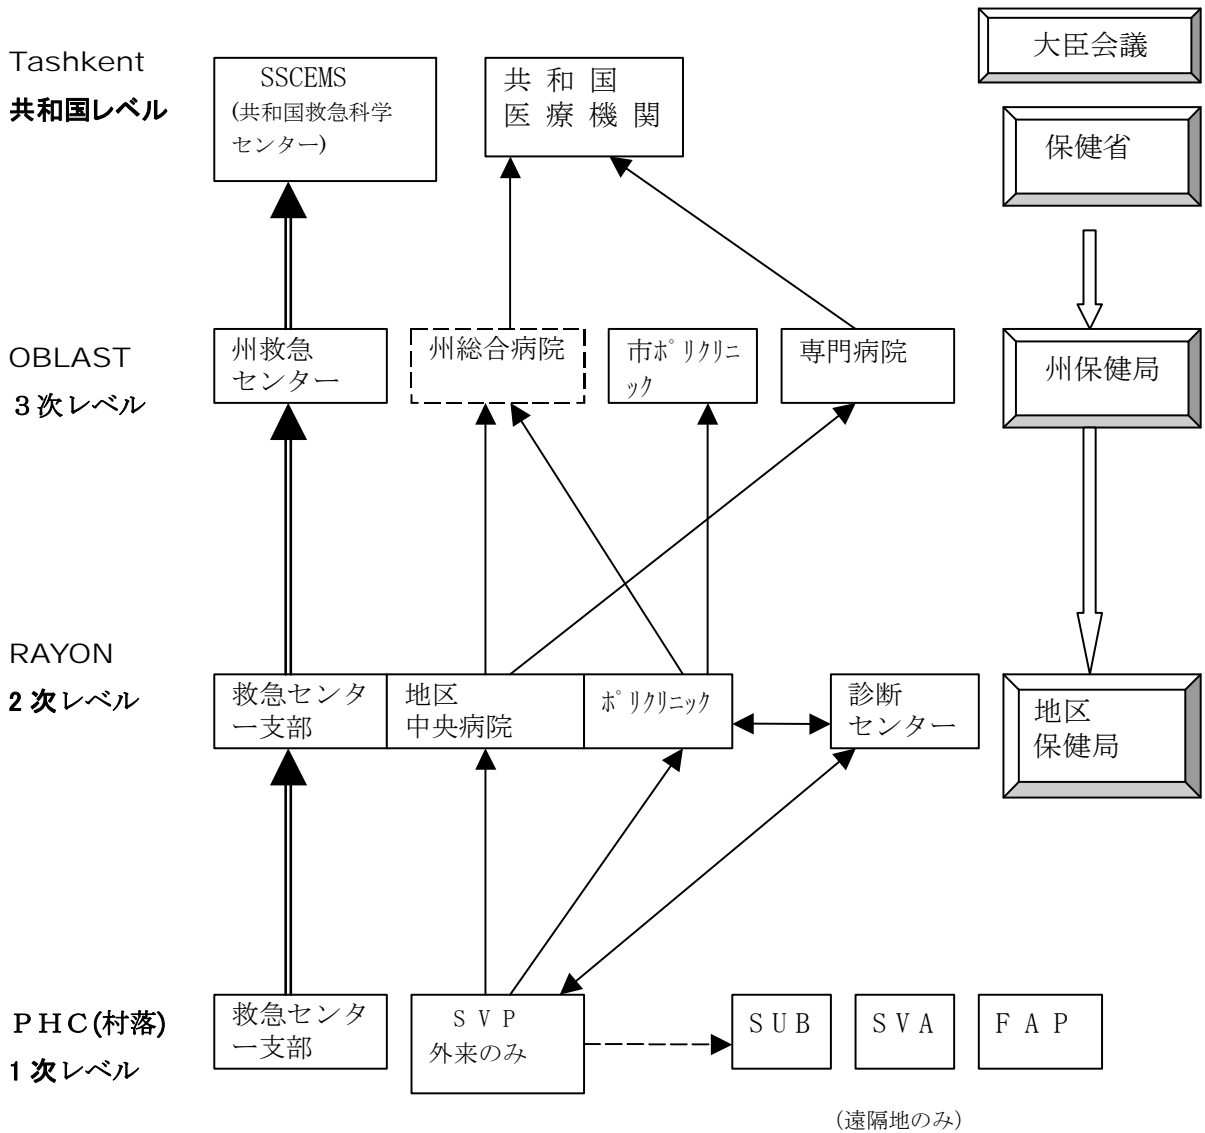 Tashkent
共和国レベル
SSCEMS
(共和国救急科学
センター)
共 和 国
医 療 機 関
大臣会議
保健省
OBLAST
3次レベル
州救急
センター
州総合病院
市ﾎﾟﾘｸﾘﾆ
ｯｸ
専門病院
州保健局
RAYON
2次レベル
救急センタ
ー支部
地区
中央病院
ﾎﾟﾘｸﾘﾆｯｸ
診断
センター
地区
保健局
PHC(村落)
1次レベル
救急センタ
ー支部
S V P
外来のみ
S U B
S V A
F A P
(遠隔地のみ)